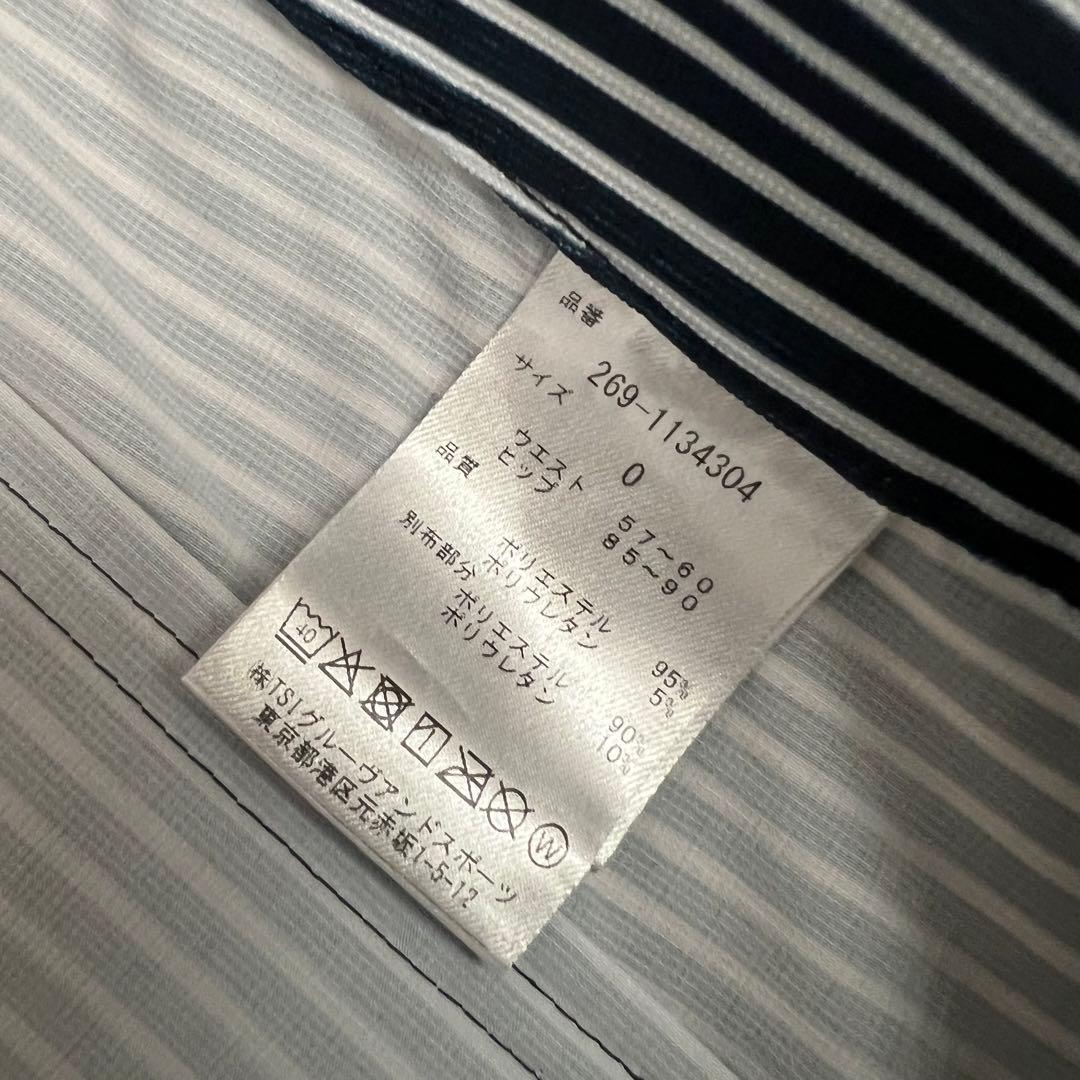 品番
269-1134304
サイズ
0
ウエスト 57〜60
ヒップ 85〜90
品質
ポリエステル 95%
ポリウレタン 5%
別布部分
ポリエステル 90%
ポリウレタン 10%
40
W
㈱TSIグルーヴアンドスポーツ
東京都港区元赤坂1-5-12